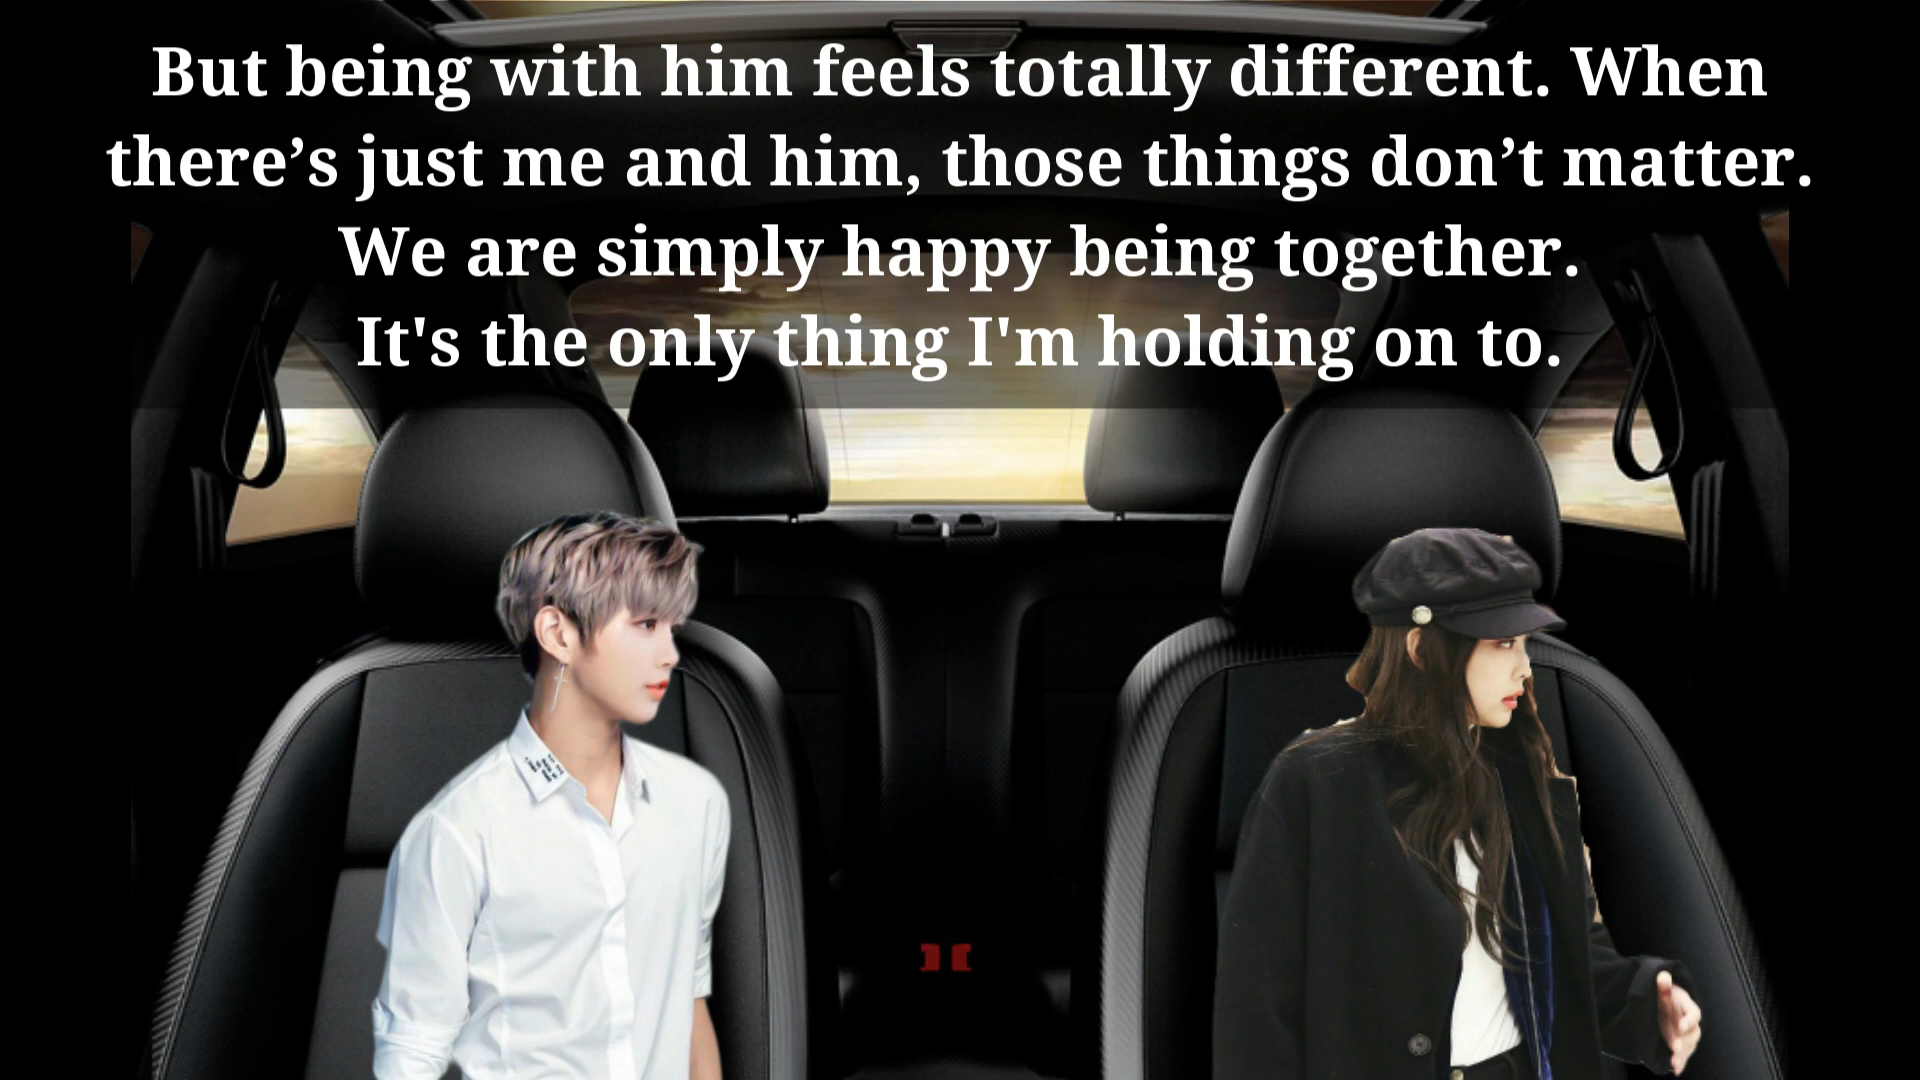 But being with him feels totally different. When
there’s just me and him, those things don’t matter.
We are simply happy being together.
It's the only thing I'm holding on to.